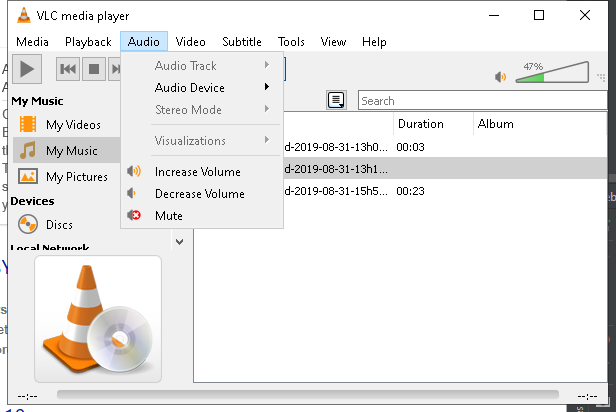 VLC media player
Media Playback Audio Video Subtitle Tools View Help
Audio Track
Audio Device
Stereo Mode
Visualizations
Increase Volume
Decrease Volume
Mute
47%
Search
My Music
My Videos
My Music
My Pictures
Devices
Discs
Local Network
Duration Album
d-2019-08-31-13h0... 00:03
d-2019-08-31-13h1...
d-2019-08-31-15h5... 00:23
--:-- --:--